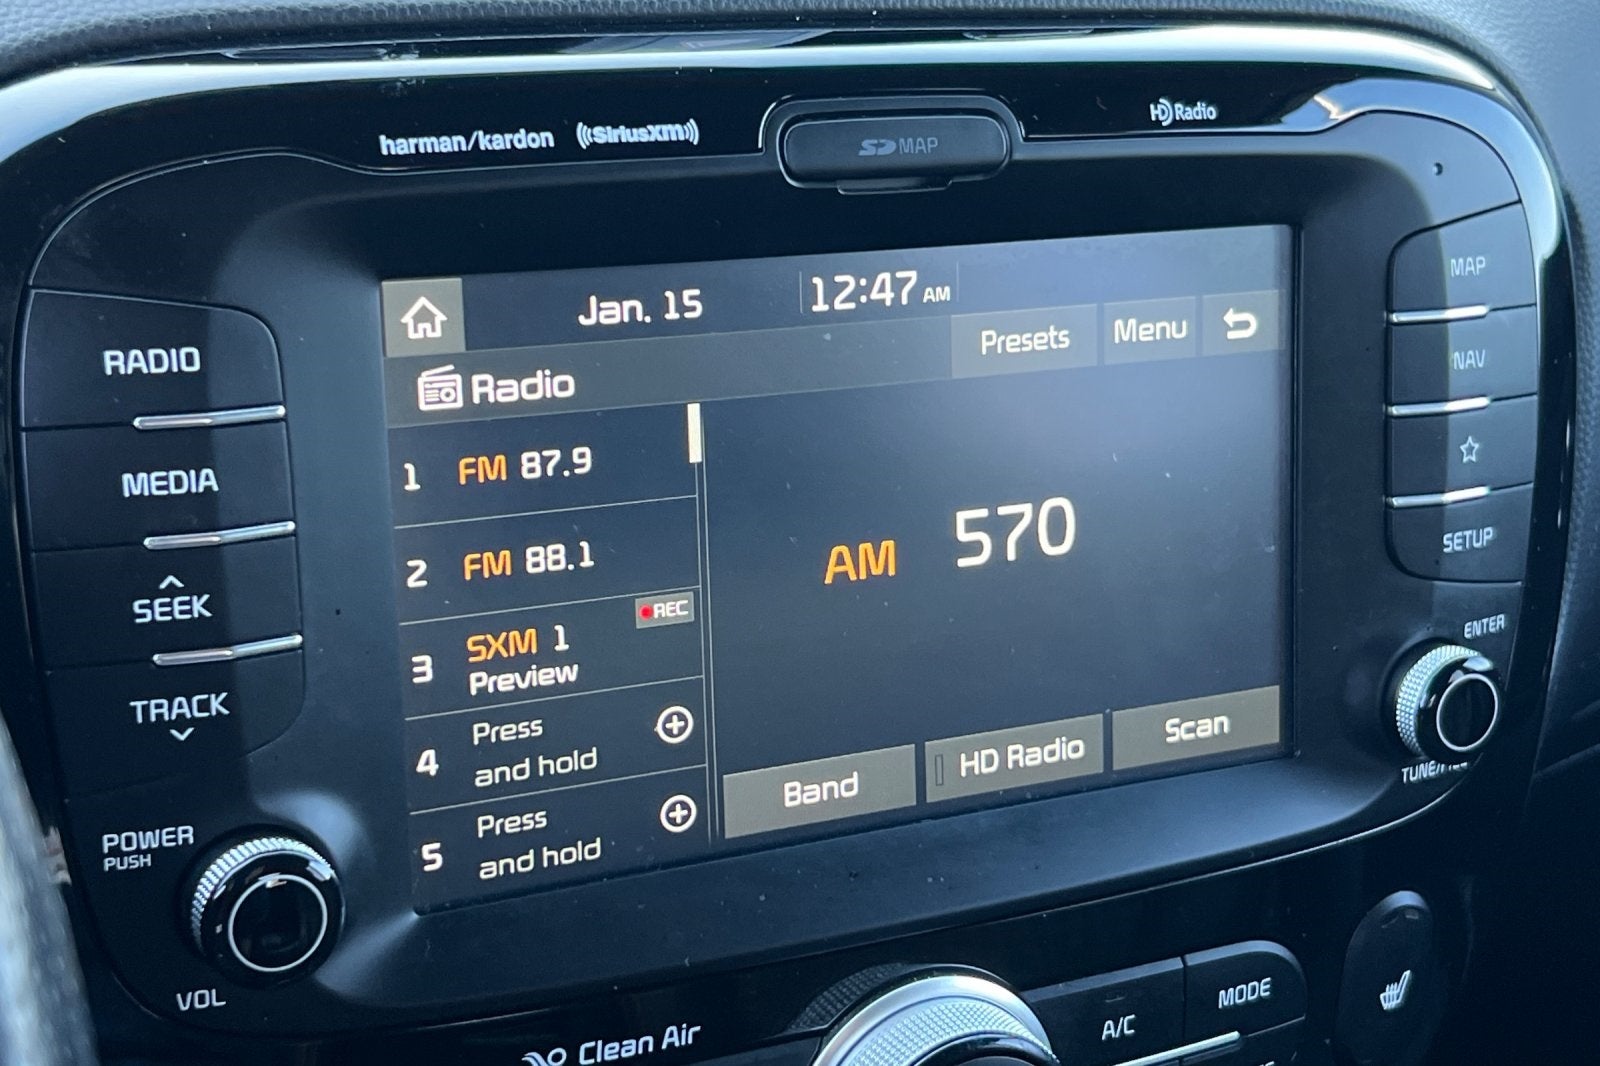 harman/kardon
((SiriusXM))
SD MAP
HD Radio
Jan. 15
12:47 AM
Presets
Menu
Radio
1 FM 87.9
2 FM 88.1
REC
3 SXM 1
Preview
4 Press
and hold
5 Press
and hold
AM 570
Band
HD Radio
Scan
RADIO
MEDIA
SEEK
TRACK
POWER
PUSH
VOL
MAP
NAV
SETUP
ENTER
Clean Air
A/C
MODE